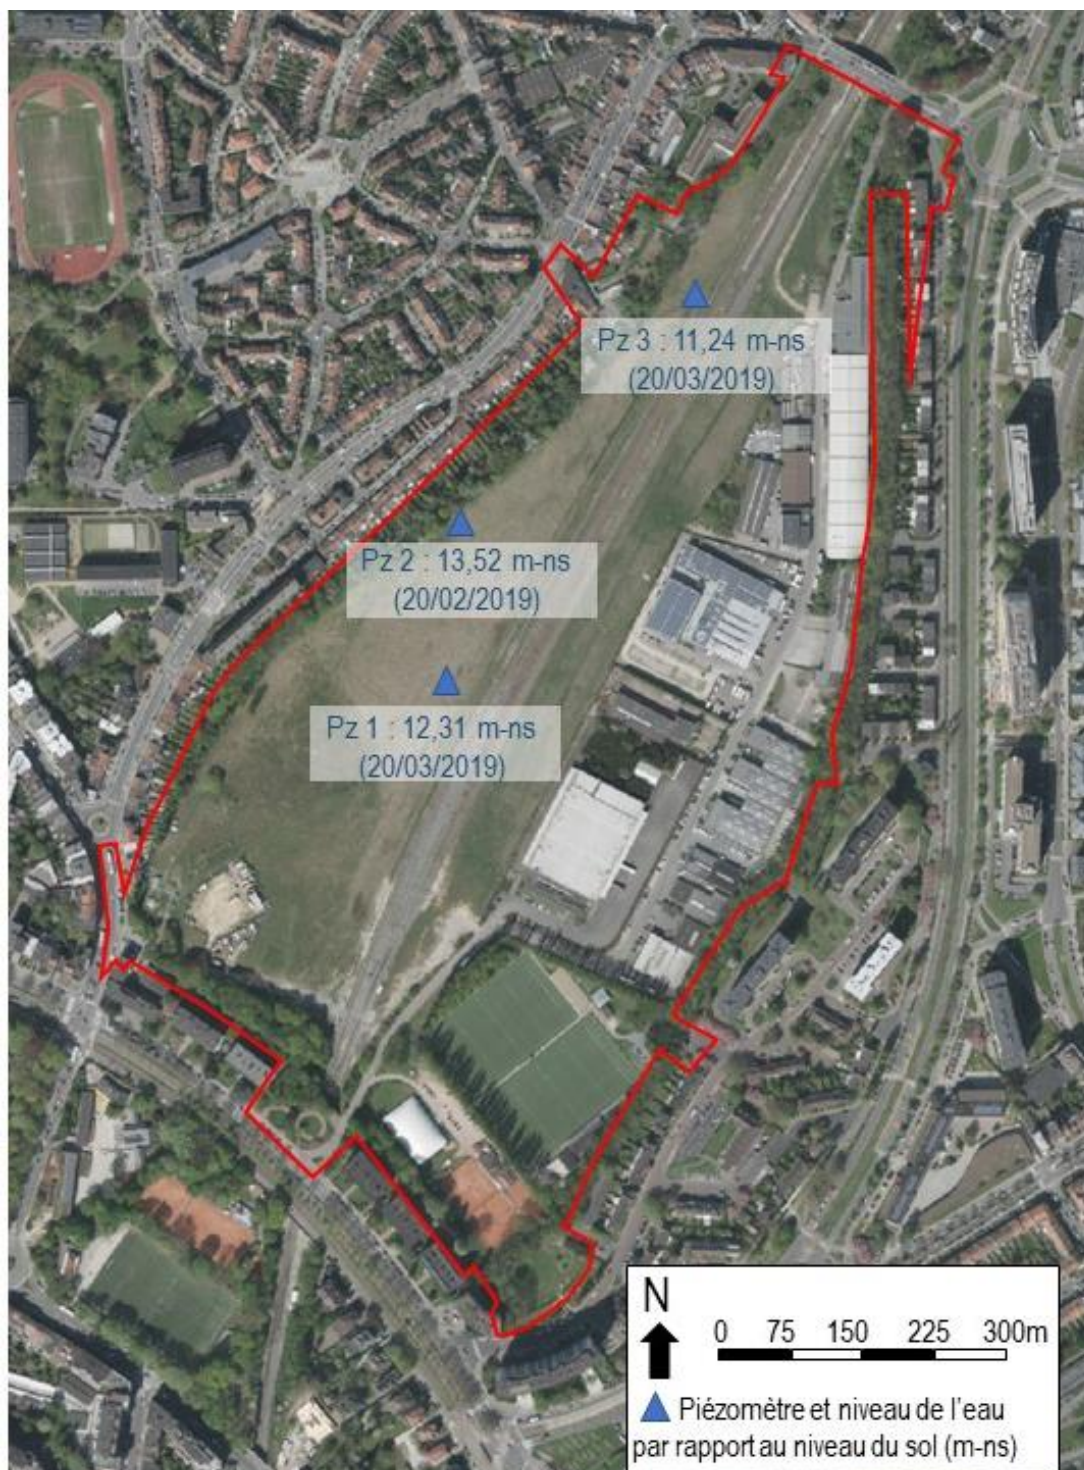 Pz 3 : 11,24 m-ns
(20/03/2019)
Pz 2 : 13,52 m-ns
(20/02/2019)
Pz 1 : 12,31 m-ns
(20/03/2019)
N
0 75 150 225 300m
Piézomètre et niveau de l'eau
par rapport au niveau du sol (m-ns)